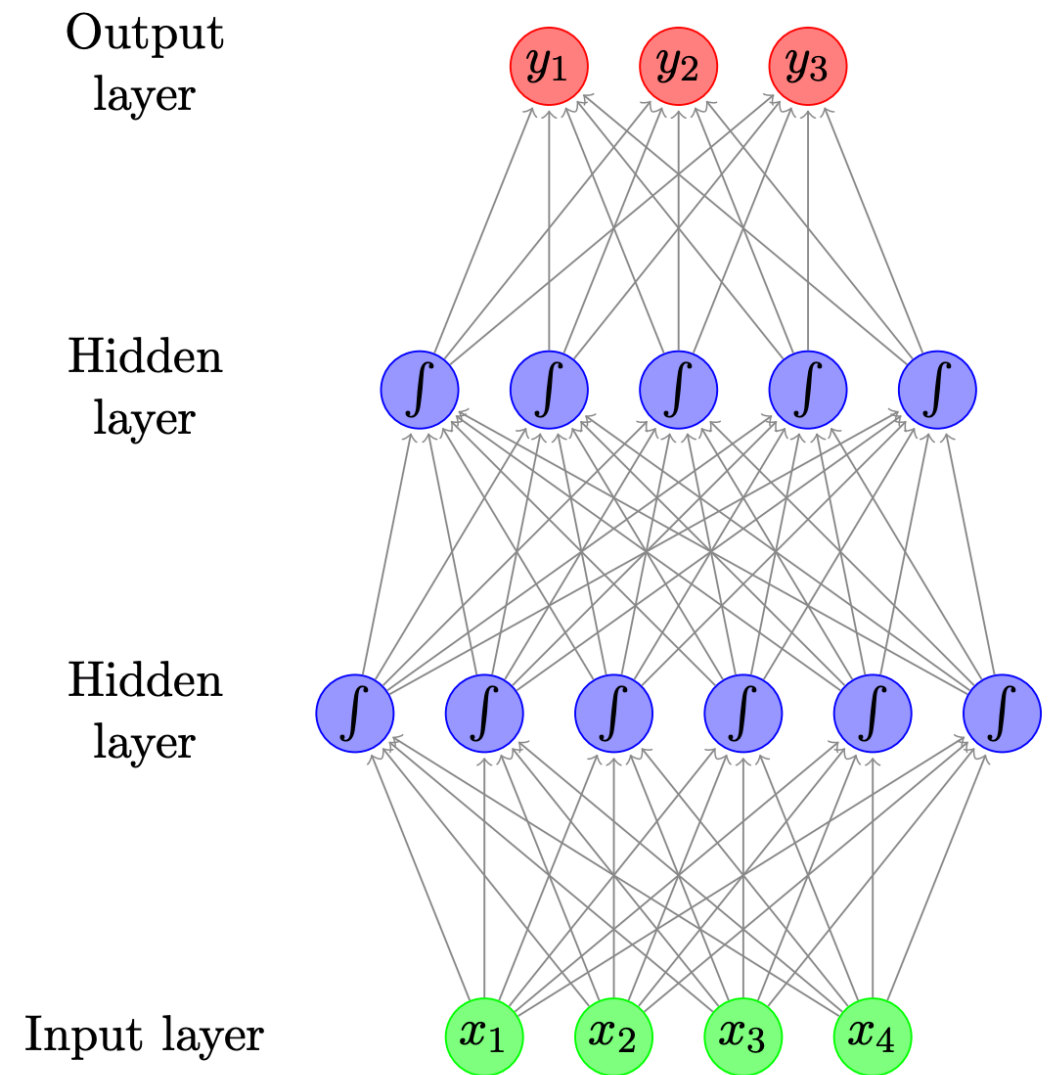 Output
layer
y₁ y₂ y₃
Hidden
layer
∫ ∫ ∫ ∫ ∫
Hidden
layer
∫ ∫ ∫ ∫ ∫ ∫
Input layer
x₁ x₂ x₃ x₄